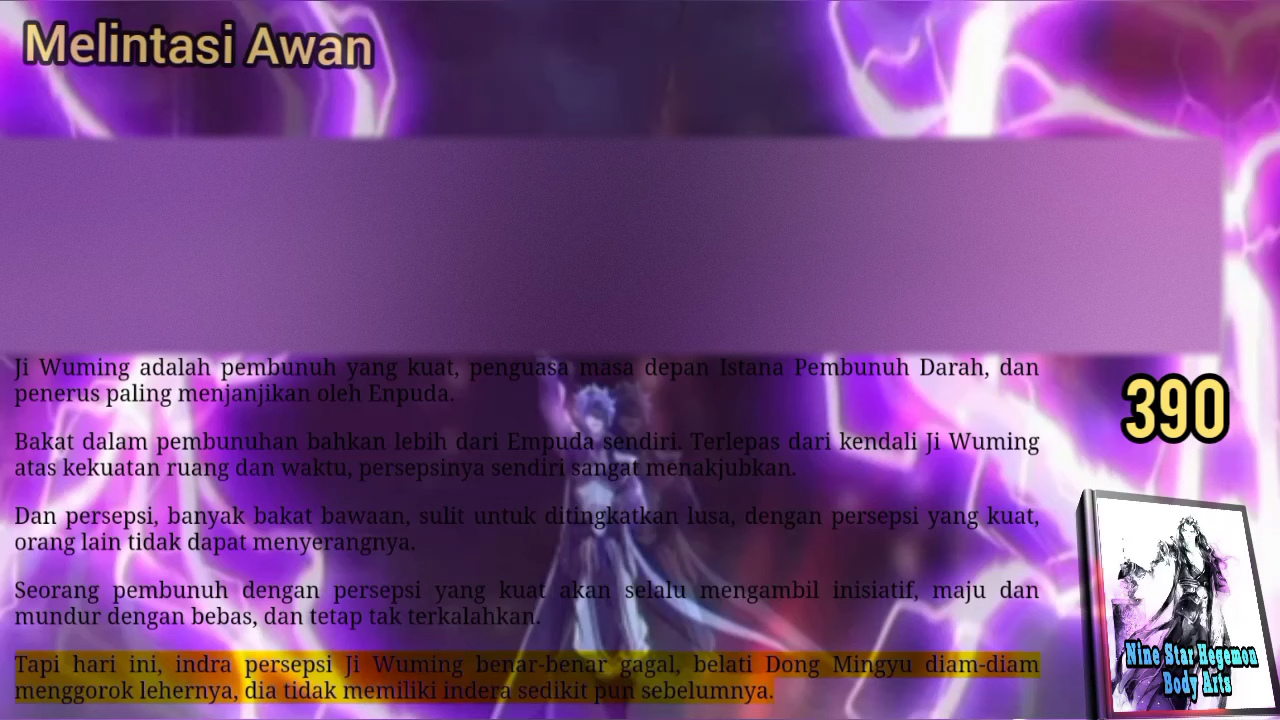 Melintasi Awan
Ji Wuming adalah pembunuh yang kuat, penguasa masa depan Istana Pembunuh Darah, dan
penerus paling menjanjikan oleh Enpuda.
Bakat dalam pembunuhan bahkan lebih dari Empuda sendiri. Terlepas dari kendali Ji Wuming
atas kekuatan ruang dan waktu, persepsinya sendiri sangat menakjubkan.
Dan persepsi, banyak bakat bawaan, sulit untuk ditingkatkan lusa, dengan persepsi yang kuat,
orang lain tidak dapat menyerangnya.
Seorang pembunuh dengan persepsi yang kuat akan selalu mengambil inisiatif, maju dan
mundur dengan bebas, dan tetap tak terkalahkan.
Tapi hari ini, indra persepsi Ji Wuming benar-benar gagal, belati Dong Mingyu diam-diam
menggorok lehernya, dia tidak memiliki indera sedikit pun sebelumnya.
390
Nine Star Hegemon
Body Arts